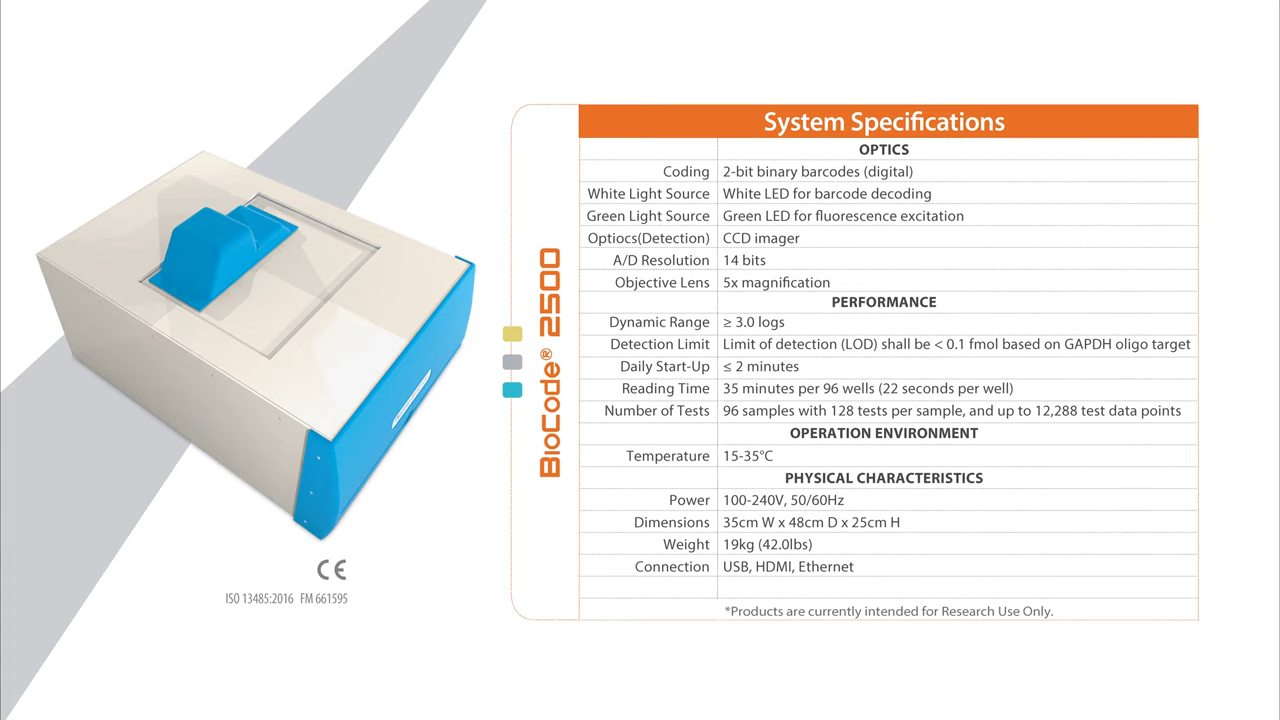 System Specifications
OPTICS
Coding 2-bit binary barcodes (digital)
White Light Source White LED for barcode decoding
Green Light Source Green LED for fluorescence excitation
Optiocs(Detection) CCD imager
A/D Resolution 14 bits
Objective Lens 5x magnification
PERFORMANCE
Dynamic Range ≥ 3.0 logs
Detection Limit Limit of detection (LOD) shall be < 0.1 fmol based on GAPDH oligo target
Daily Start-Up ≤ 2 minutes
Reading Time 35 minutes per 96 wells (22 seconds per well)
Number of Tests 96 samples with 128 tests per sample, and up to 12,288 test data points
OPERATION ENVIRONMENT
Temperature 15-35°C
PHYSICAL CHARACTERISTICS
Power 100-240V, 50/60Hz
Dimensions 35cm W x 48cm D x 25cm H
Weight 19kg (42.0lbs)
Connection USB, HDMI, Ethernet
*Products are currently intended for Research Use Only.
BioCode® 2500
CE
ISO 13485:2016 FM 661595